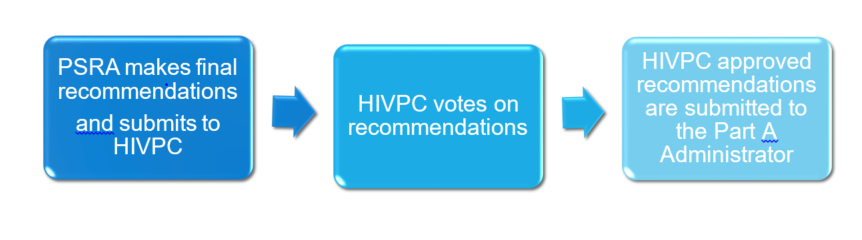 PSRA makes final
recommendations
and submits to
HIVPC
HIVPC votes on
recommendations
HIVPC approved
recommendations
are submitted to
the Part A
Administrator